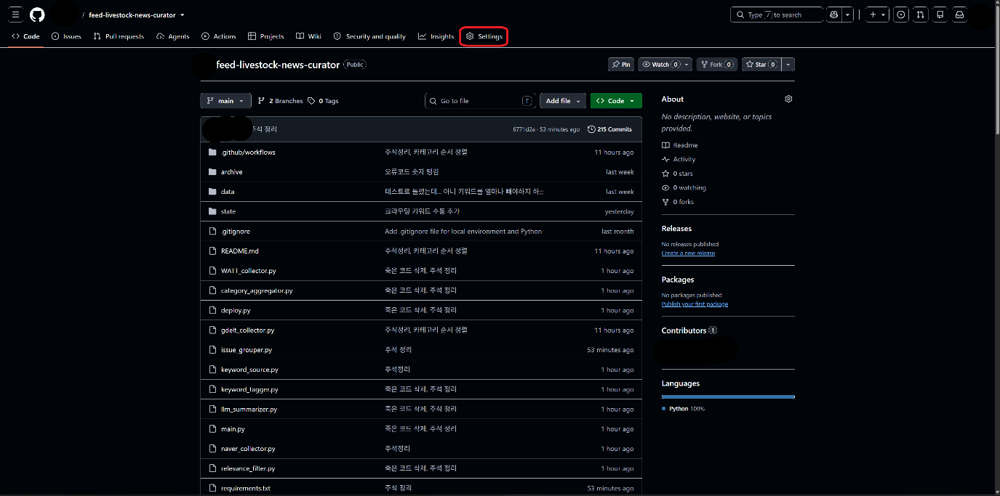 / feed-livestock-news-curator
Type / to search
Code Issues Pull requests Agents Actions Projects Wiki Security and quality Insights Settings
feed-livestock-news-curator Public
Pin Watch 0 Fork 0 Star 0
main 2 Branches 0 Tags Go to file T Add file Code
주석 정리 6771d2a · 53 minutes ago 215 Commits
.github/workflows 주석정리, 카테고리 순서 정렬 11 hours ago
archive 오류코드 숫자 땡김 last week
data 테스트로 돌렸는데... 아니 키워드를 얼마나 빼야하지 하;;; last week
state 크라우딩 키워드 수동 추가 yesterday
.gitignore Add .gitignore file for local environment and Python last month
README.md 주석정리, 카테고리 순서 정렬 11 hours ago
WATT_collector.py 죽은 코드 삭제, 주석 정리 1 hour ago
category_aggregator.py 죽은 코드 삭제, 주석 정리 1 hour ago
deploy.py 죽은 코드 삭제, 주석 정리 1 hour ago
gdelt_collector.py 주석정리, 카테고리 순서 정렬 11 hours ago
issue_grouper.py 주석 정리 53 minutes ago
keyword_source.py 주석정리 1 hour ago
keyword_tagger.py 죽은 코드 삭제, 주석 정리 1 hour ago
llm_summarizer.py 죽은 코드 삭제, 주석 정리 1 hour ago
main.py 죽은 코드 삭제, 주석 정리 1 hour ago
naver_collector.py 주석정리 1 hour ago
relevance_filter.py 죽은 코드 삭제, 주석 정리 1 hour ago
requirements.txt 주석 정리 53 minutes ago
About
No description, website, or topics
provided.
Readme
Activity
0 stars
0 watching
0 forks
Releases
No releases published
Create a new release
Packages
No packages published
Publish your first package
Contributors 1
Languages
Python 100%